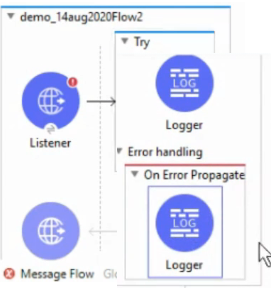 demo_14aug2020Flow2
Try
LOG
Logger
Listener
Error handling
On Error Propagate
LOG
Logger
Message Flow